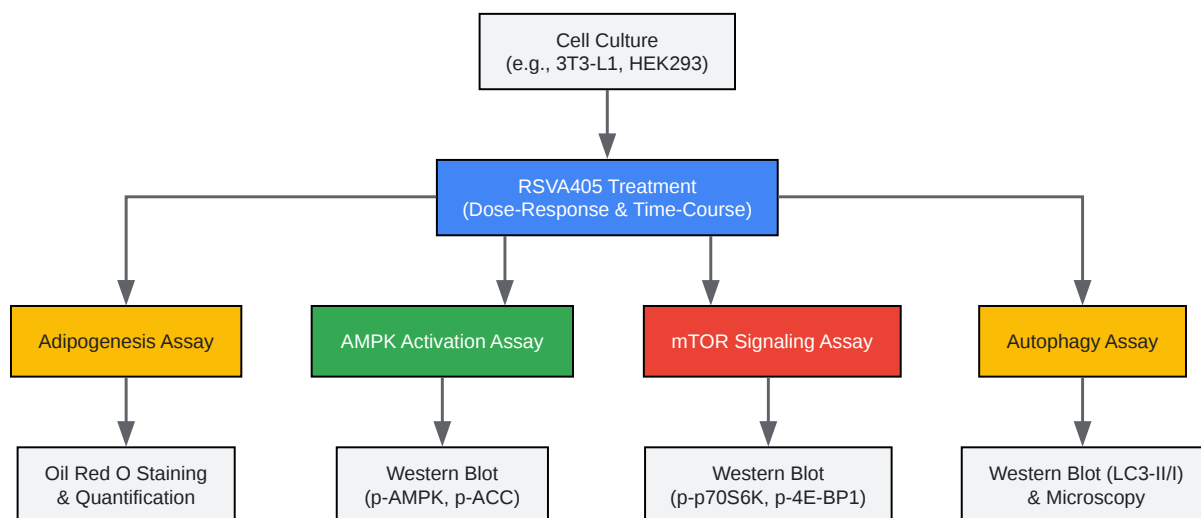 Cell Culture
(e.g., 3T3-L1, HEK293)
RSVA405 Treatment
(Dose-Response & Time-Course)
Adipogenesis Assay
AMPK Activation Assay
mTOR Signaling Assay
Autophagy Assay
Oil Red O Staining
& Quantification
Western Blot
(p-AMPK, p-ACC)
Western Blot
(p-p70S6K, p-4E-BP1)
Western Blot (LC3-II/I)
& Microscopy